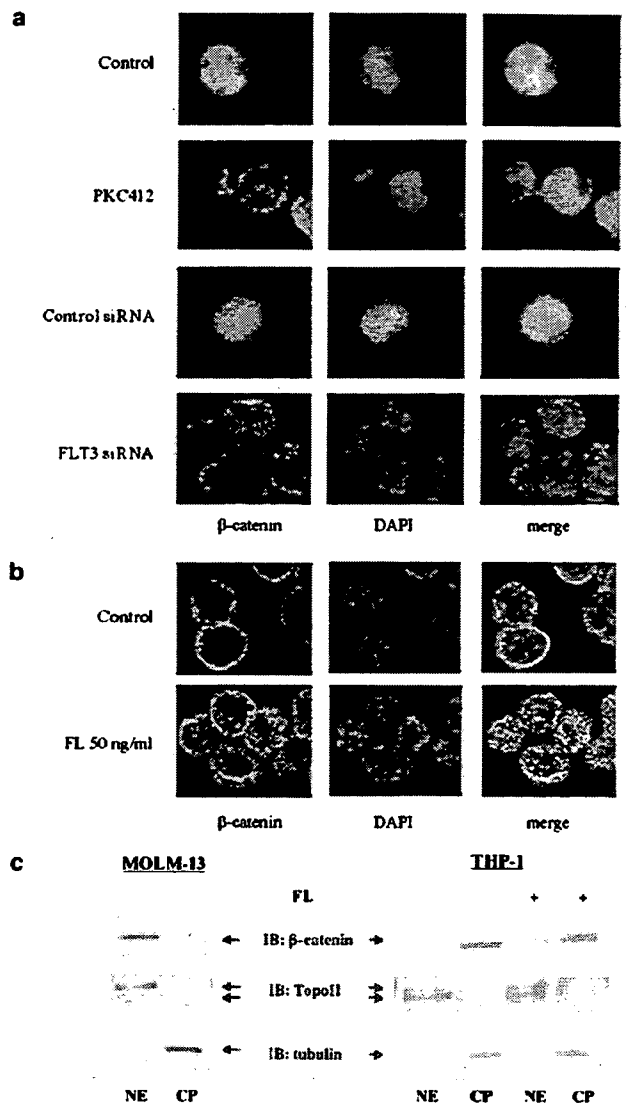 a
Control
PKC412
Control siRNA
FLT3 siRNA
β-catenin DAPI merge
b
Control
FL 50 ng/ml
β-catenin DAPI merge
c
MOLM-13 THP-1
FL + +
IB: β-catenin
IB: TopoII
IB: tubulin
NE CP NE CP NE CP